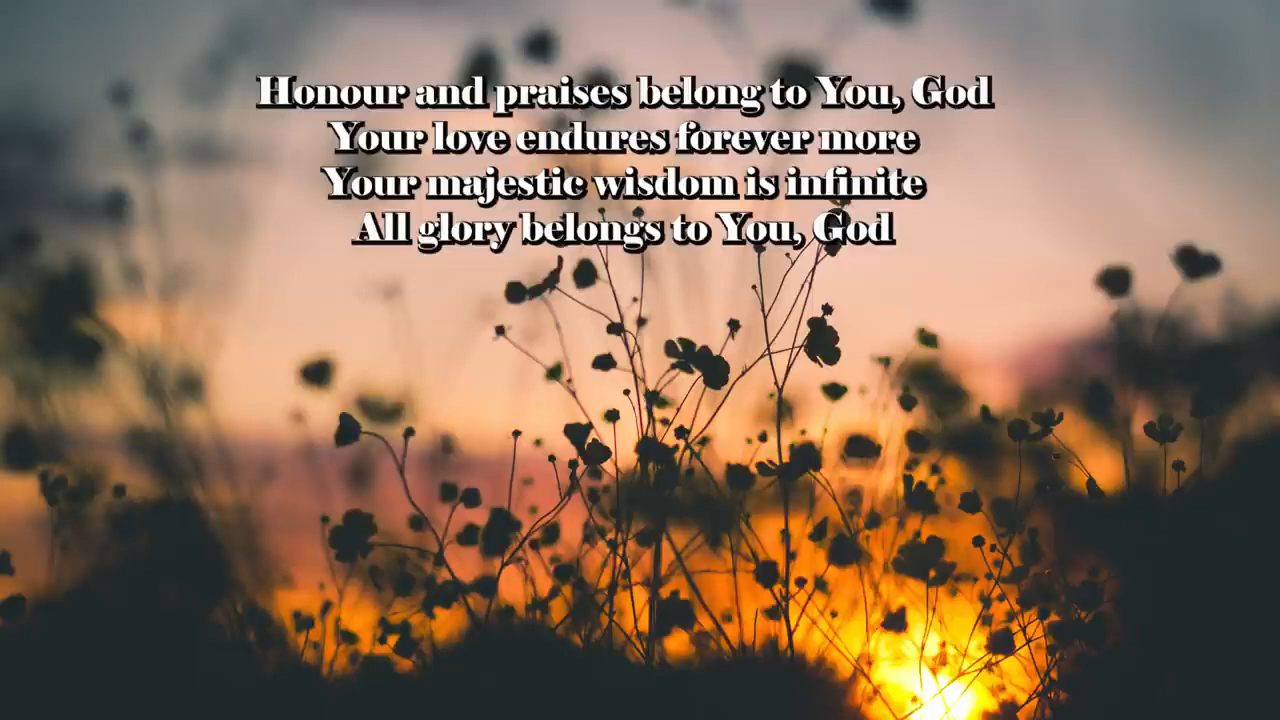 Honour and praises belong to You, God
Your love endures forever more
Your majestic wisdom is infinite
All glory belongs to You, God